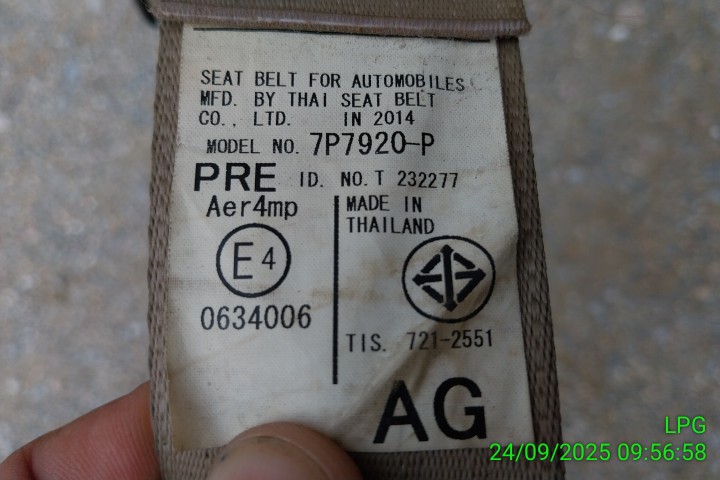 SEAT BELT FOR AUTOMOBILES
MFD. BY THAI SEAT BELT
CO., LTD. IN 2014
MODEL NO. 7P7920-P
PRE ID. NO.T 232277
Aer4mp
E4
0634006
MADE IN
THAILAND
TIS. 721-2551
AG
LPG
24/09/2025 09:56:58